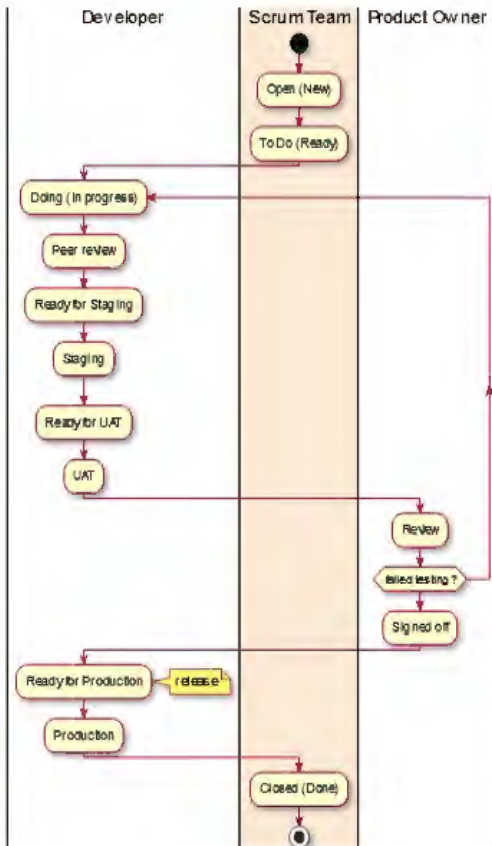 Developer
Scrum Team
Product Owner
Open (New)
To Do (Ready)
Doing (In progress)
Peer review
Ready for Staging
Staging
Ready for UAT
UAT
Review
failed testing ?
Signed off
Ready for Production
release
Production
Closed (Done)